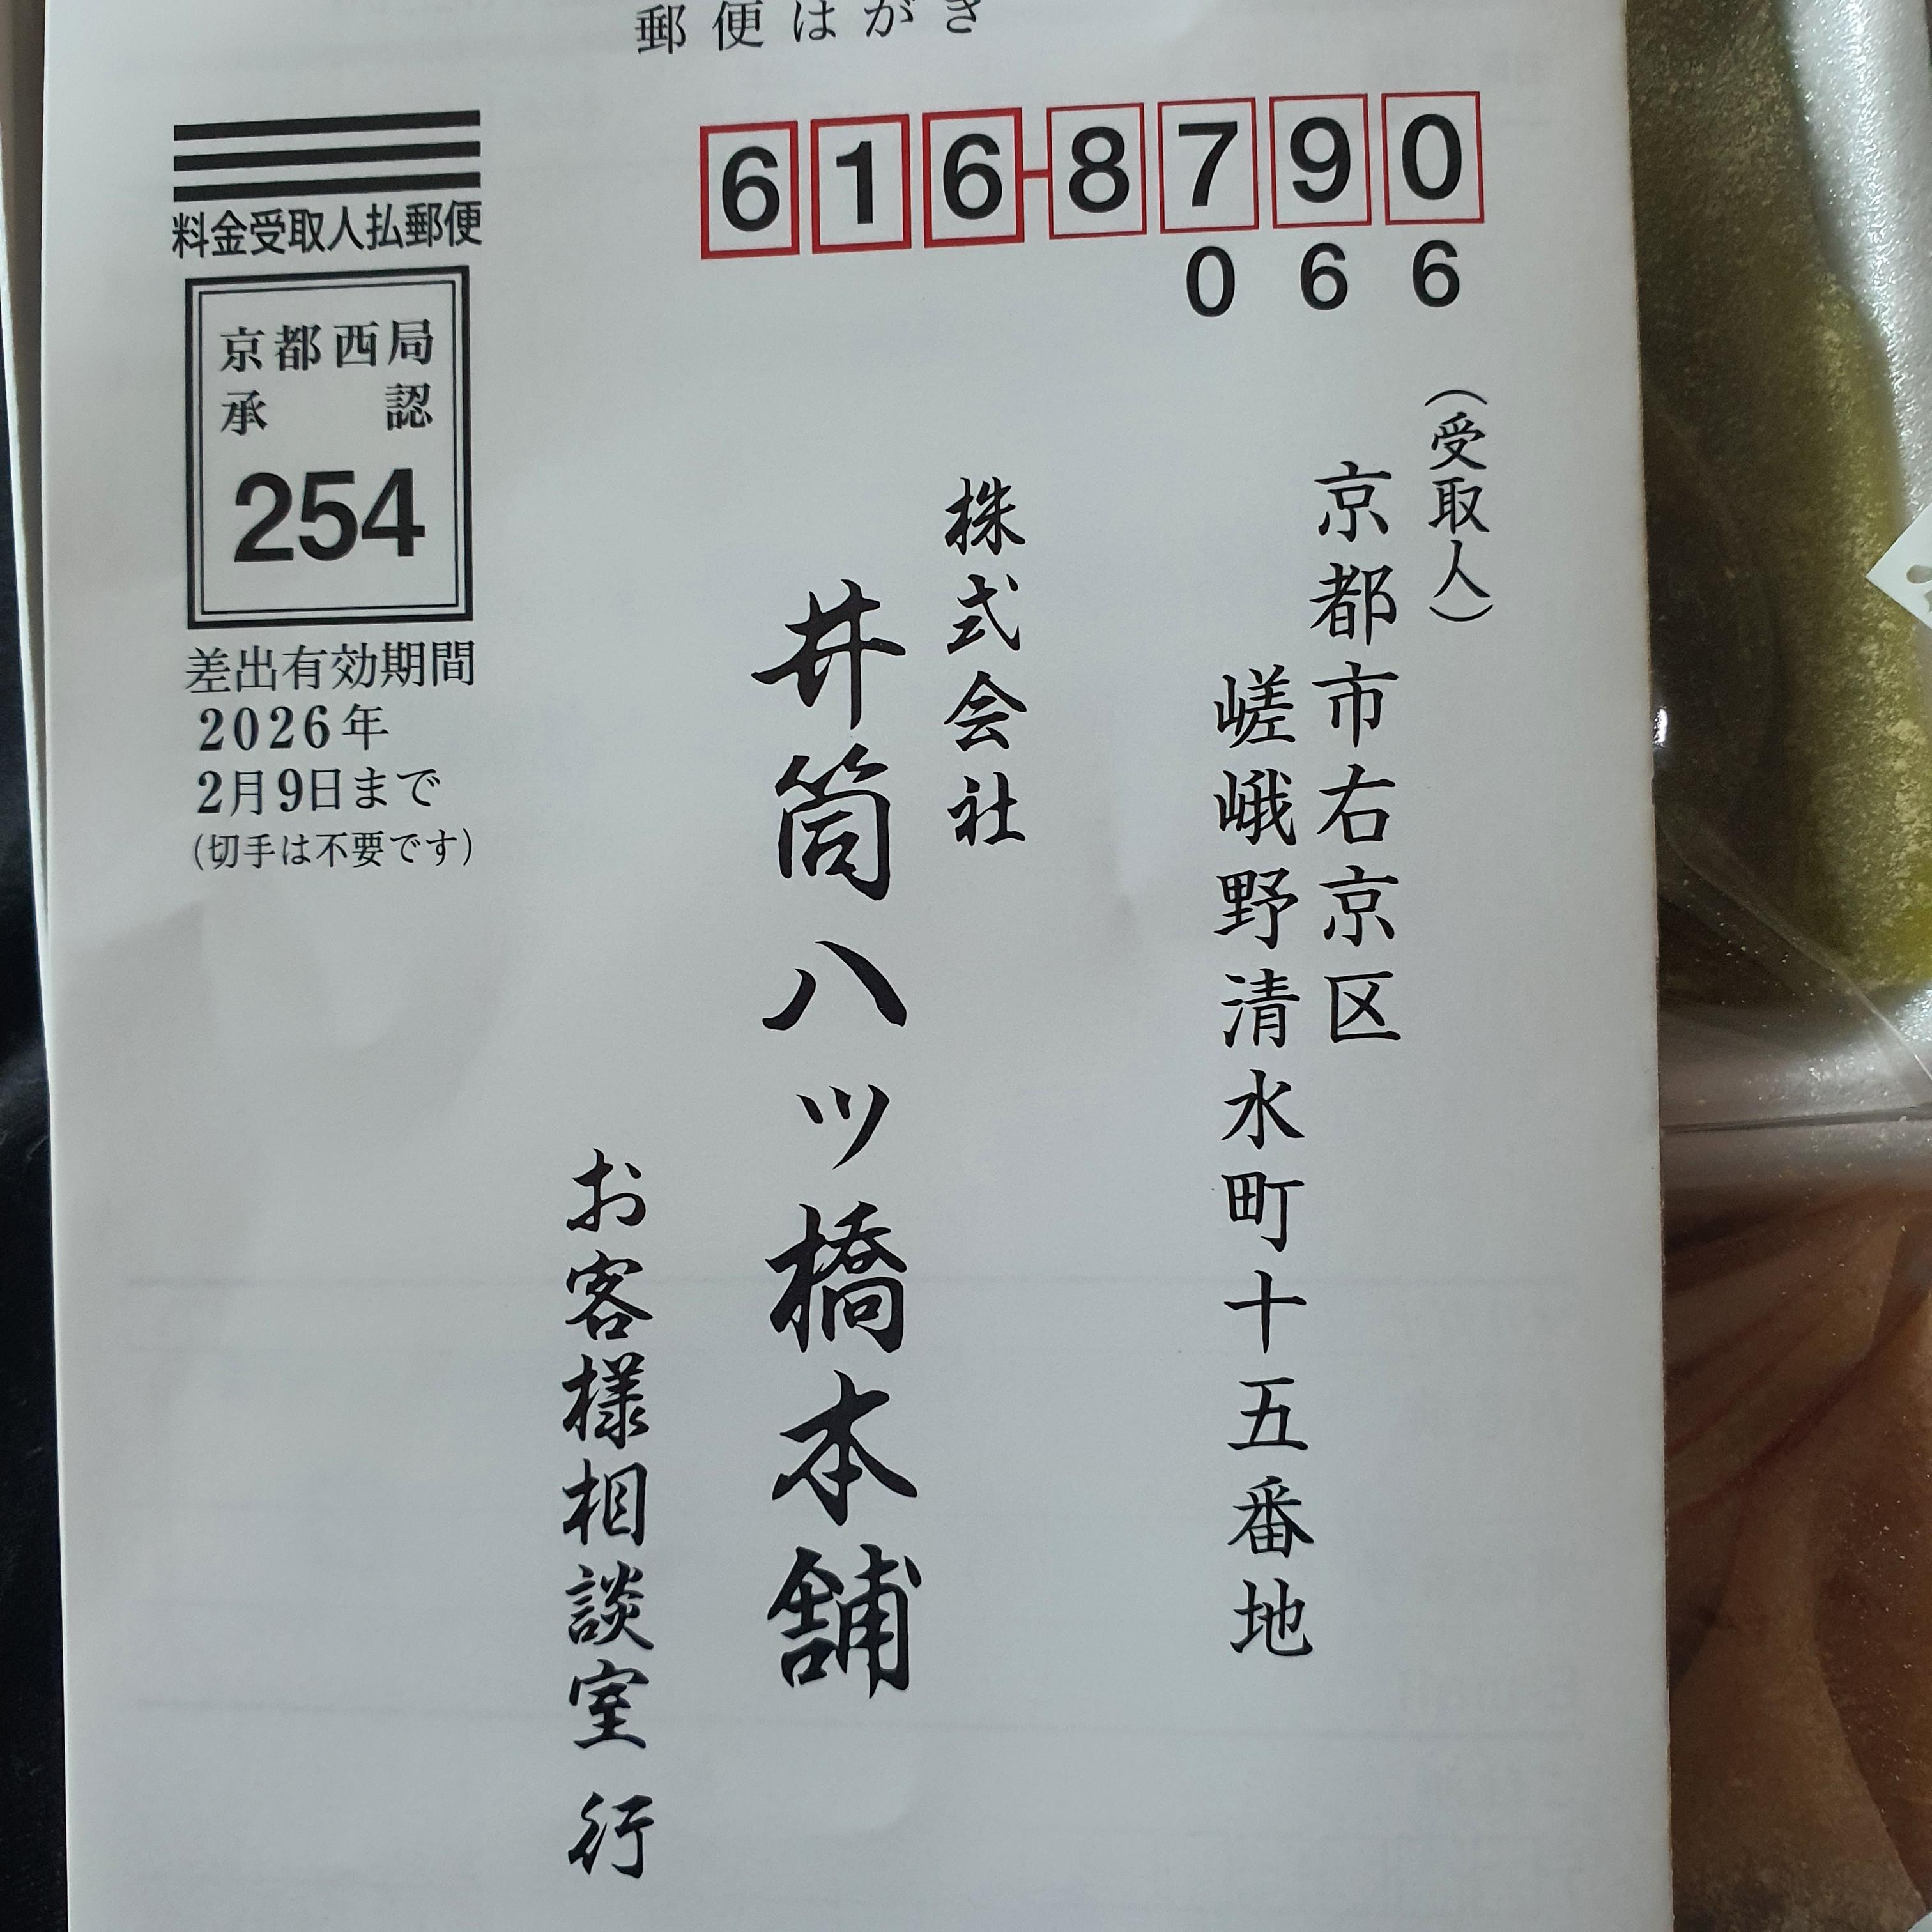 郵便はがき
616-8790
066
料金受取人払郵便
京都西局
承認
254
差出有効期間
2026年
2月9日まで
(切手は不要です)
(受取人)
京都市右京区
嵯峨野清水町十五番地
株式会社
井筒八ッ橋本舗
お客様相談室 行